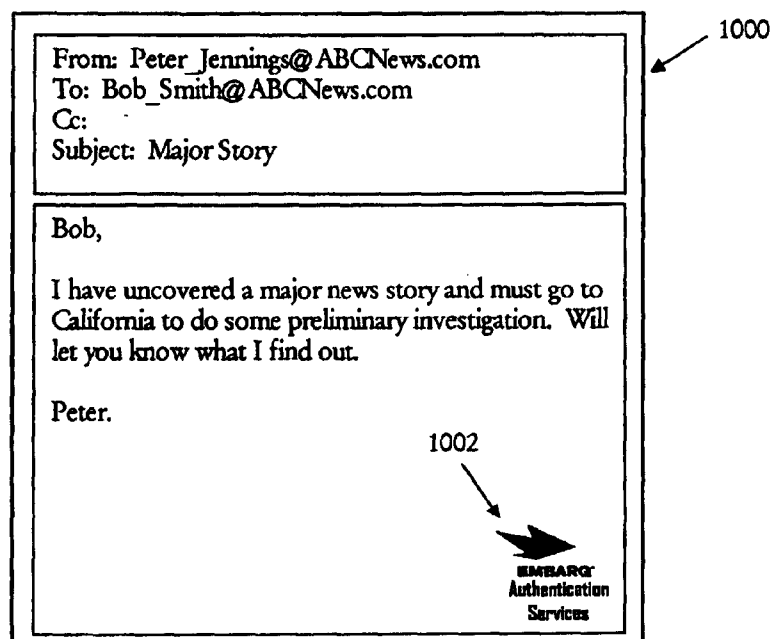 1000
From: Peter_Jennings@ABCNews.com
To: Bob_Smith@ABCNews.com
Cc:
Subject: Major Story
Bob,
I have uncovered a major news story and must go to
California to do some preliminary investigation. Will
let you know what I find out.
Peter.
1002
EMBARQ
Authentication
Services